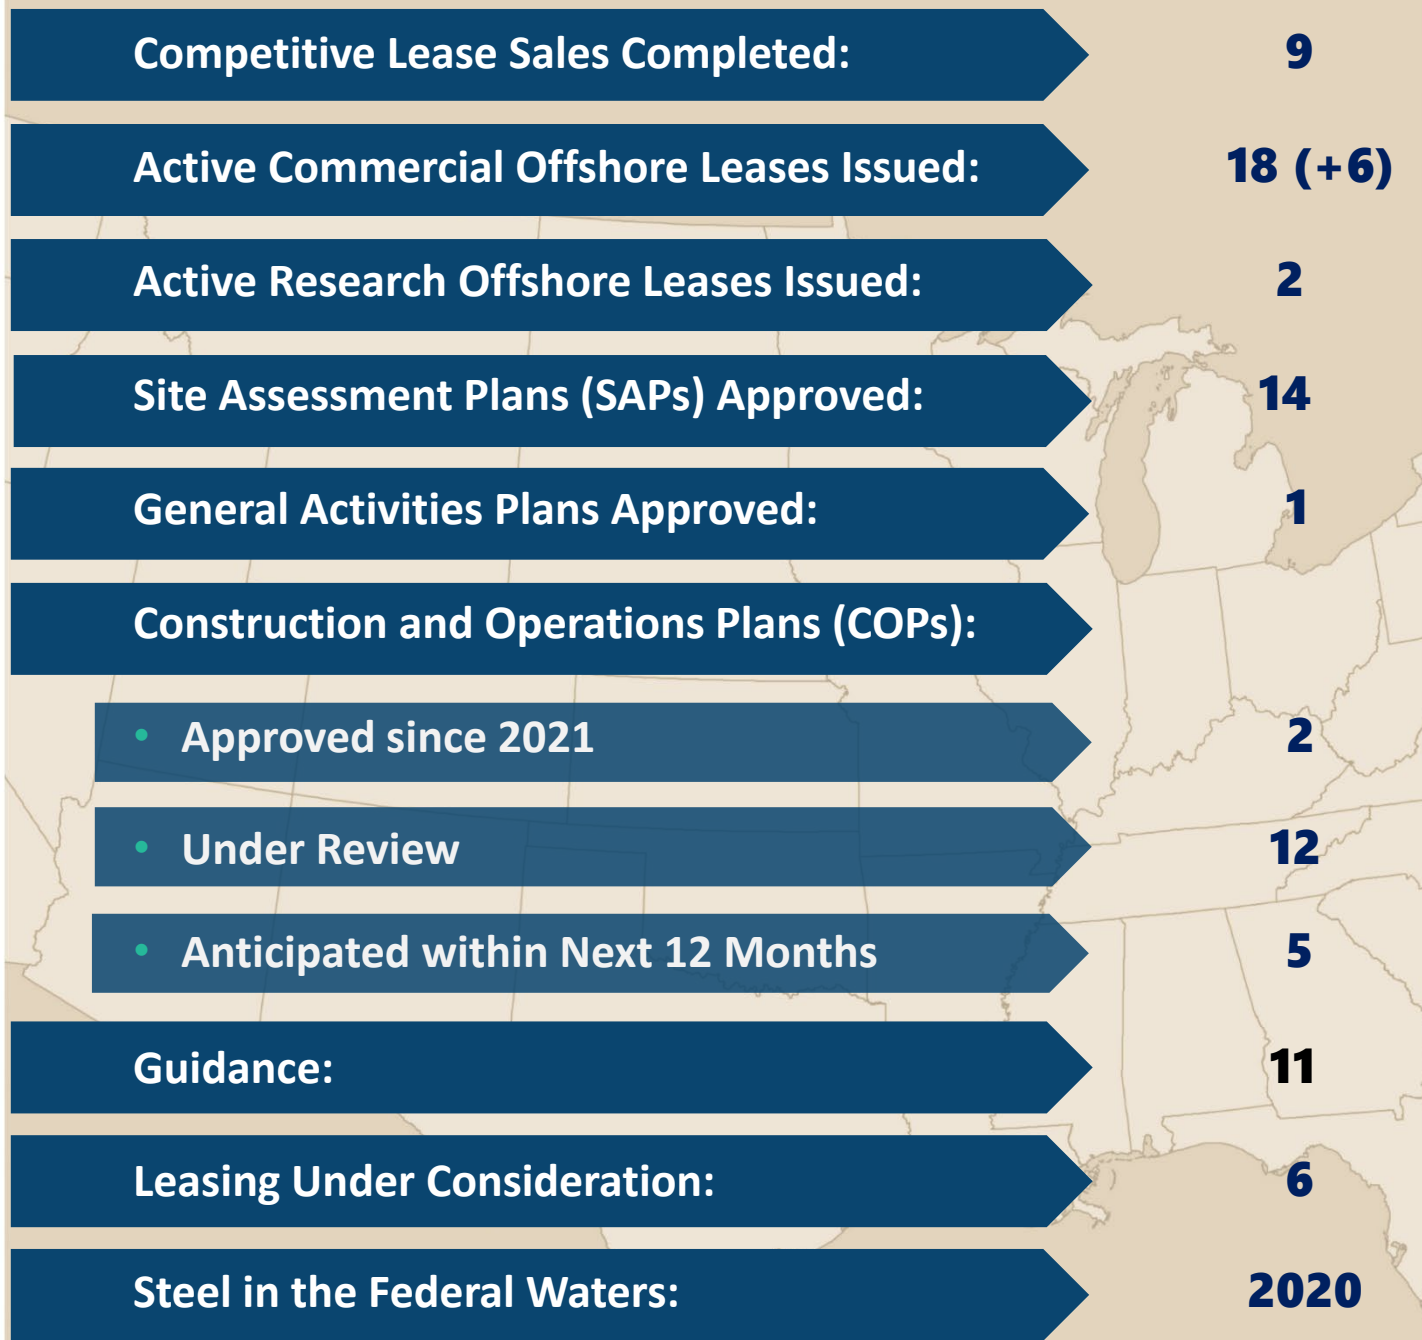 Competitive Lease Sales Completed: 9
Active Commercial Offshore Leases Issued: 18 (+6)
Active Research Offshore Leases Issued: 2
Site Assessment Plans (SAPs) Approved: 14
General Activities Plans Approved: 1
Construction and Operations Plans (COPs):
• Approved since 2021 2
• Under Review 12
• Anticipated within Next 12 Months 5
Guidance: 11
Leasing Under Consideration: 6
Steel in the Federal Waters: 2020